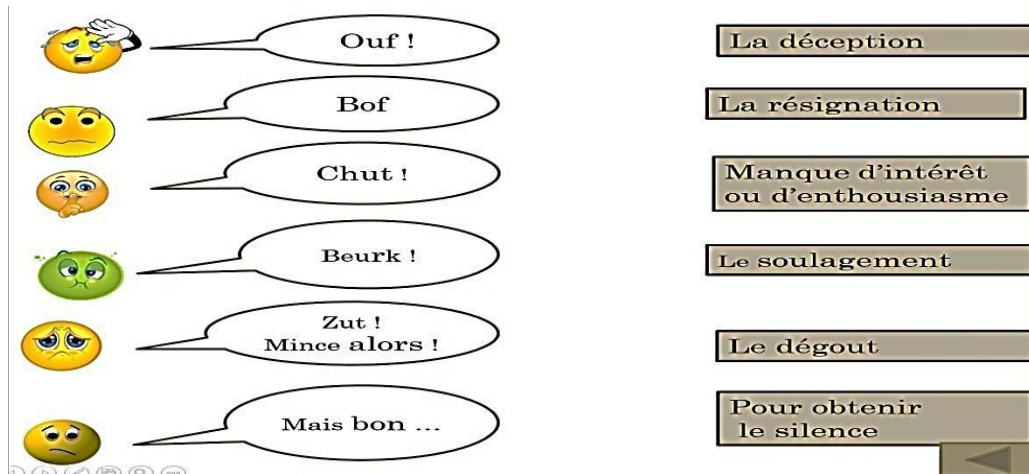 Ouf !
La déception
Bof
La résignation
Chut !
Manque d'intérêt
ou d'enthousiasme
Beurk !
Le soulagement
Zut !
Mince alors !
Le dégout
Mais bon ...
Pour obtenir
le silence